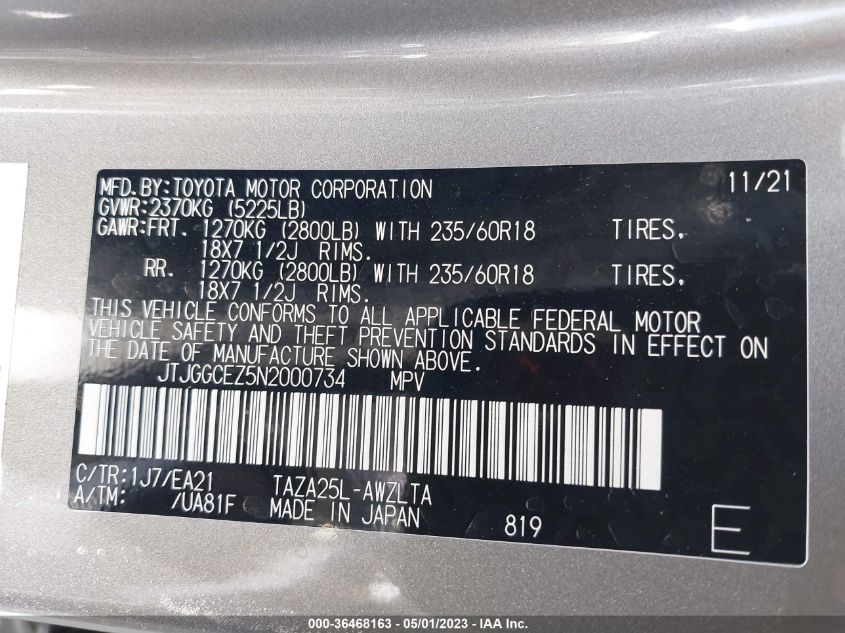 MFD.BY:TOYOTA MOTOR CORPORATION 11/21
GVWR:2370KG (5225LB)
GAWR:FRT. 1270KG (2800LB) WITH 235/60R18 TIRES,
18X7 1/2J RIMS.
RR. 1270KG (2800LB) WITH 235/60R18 TIRES,
18X7 1/2J RIMS.
THIS VEHICLE CONFORMS TO ALL APPLICABLE FEDERAL MOTOR
VEHICLE SAFETY AND THEFT PREVENTION STANDARDS IN EFFECT ON
THE DATE OF MANUFACTURE SHOWN ABOVE.
JTJGGCEZ5N2000734 MPV
C/TR:1J7/EA21 TAZA25L-AWZLTA
A/TM: /UA81F MADE IN JAPAN 819 E
000-36468163 - 05/01/2023 - IAA Inc.